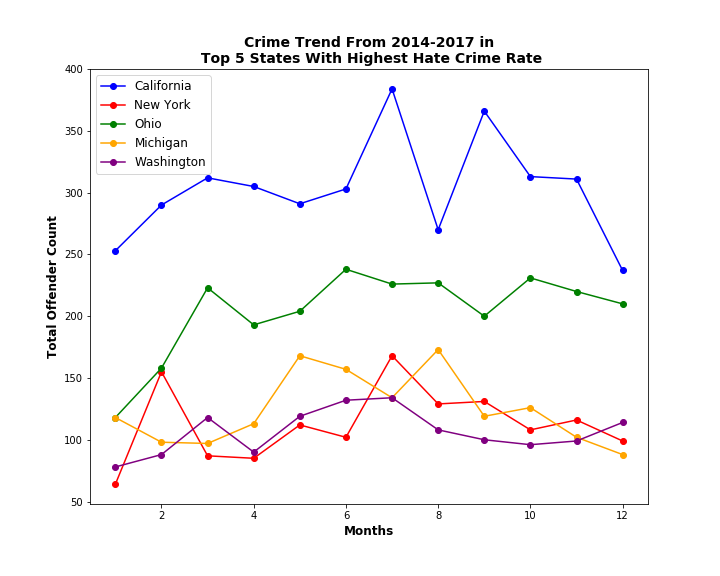 Crime Trend From 2014-2017 in
Top 5 States With Highest Hate Crime Rate
California
New York
Ohio
Michigan
Washington
Total Offender Count
400
350
300
250
200
150
100
50
2 4 6 8 10 12
Months